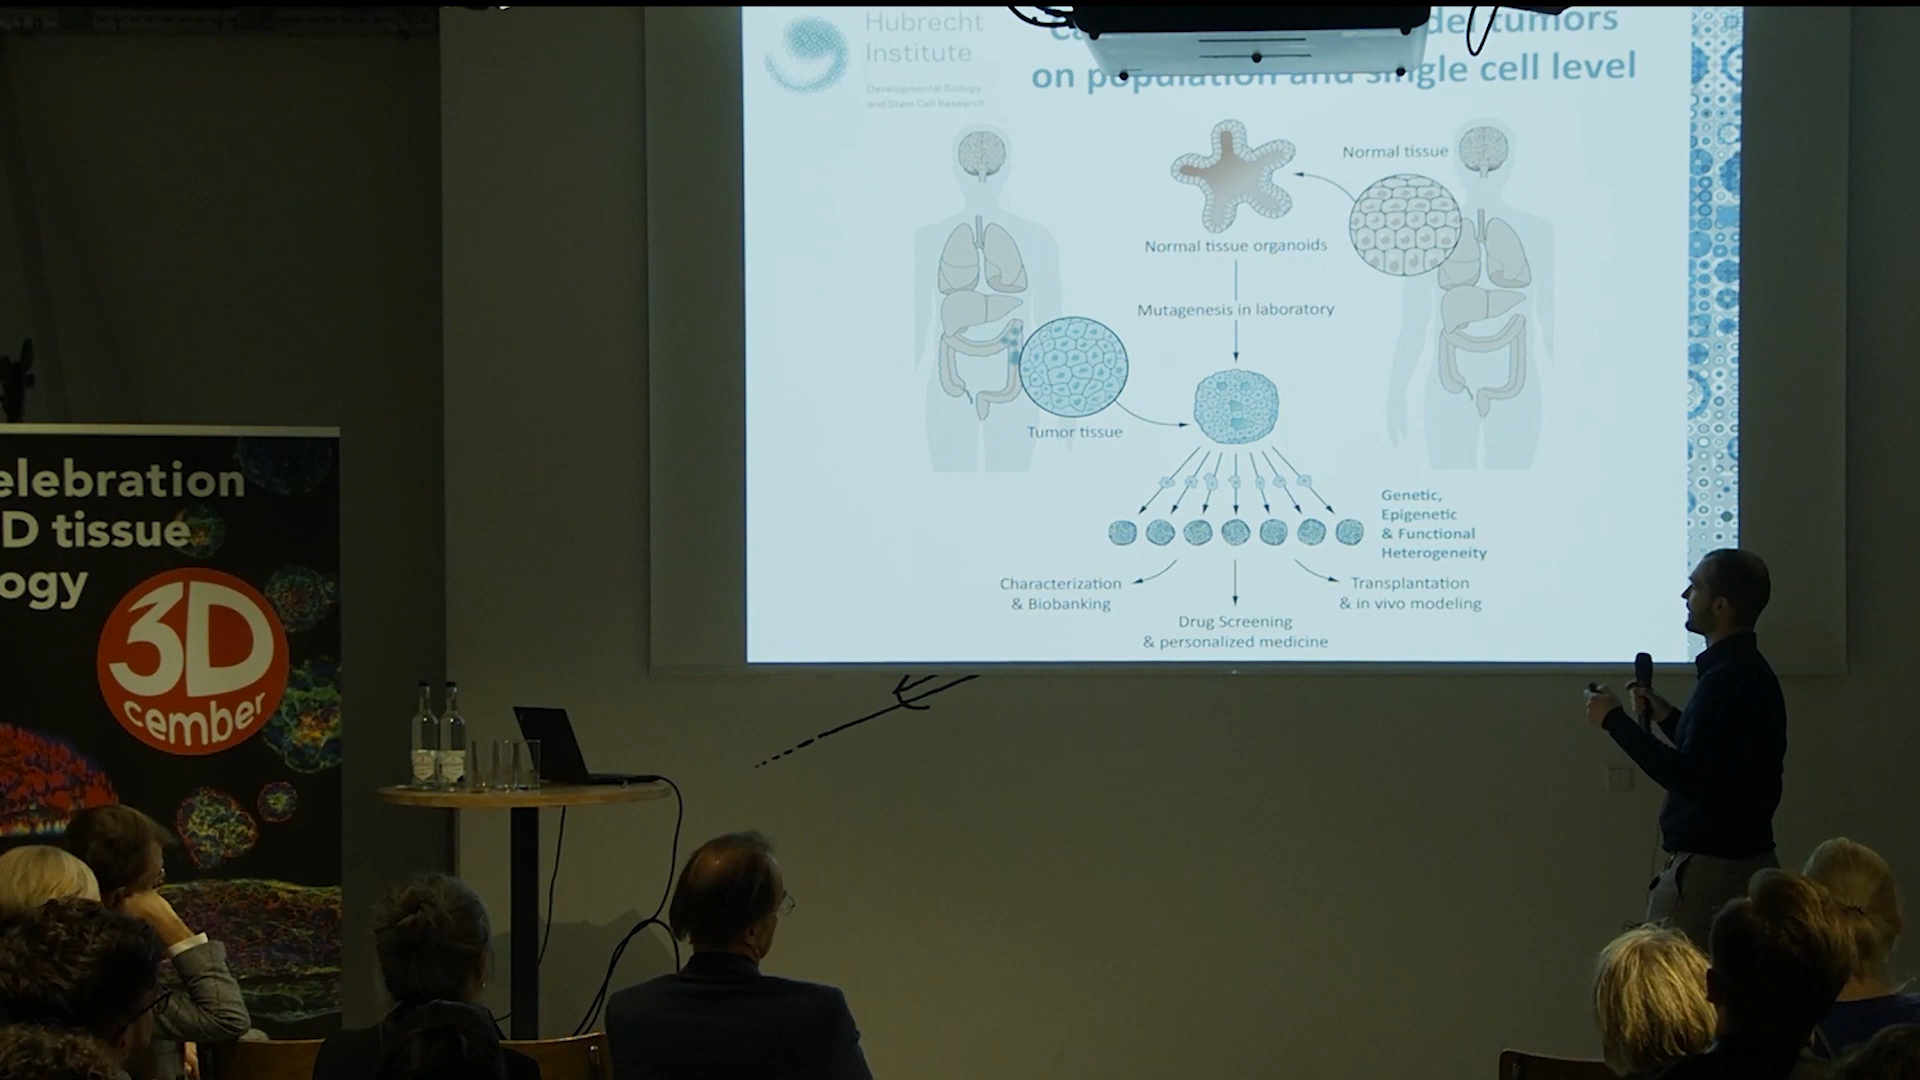 Hubrecht
Institute
Developmental Biology
and Stem Cell Research
tumors
on population and single cell level
Normal tissue
Normal tissue organoids
Mutagenesis in laboratory
Tumor tissue
Genetic,
Epigenetic
& Functional
Heterogeneity
Characterization
& Biobanking
Transplantation
& in vivo modeling
Drug Screening
& personalized medicine
elebration
D tissue
ogy
3D
cember